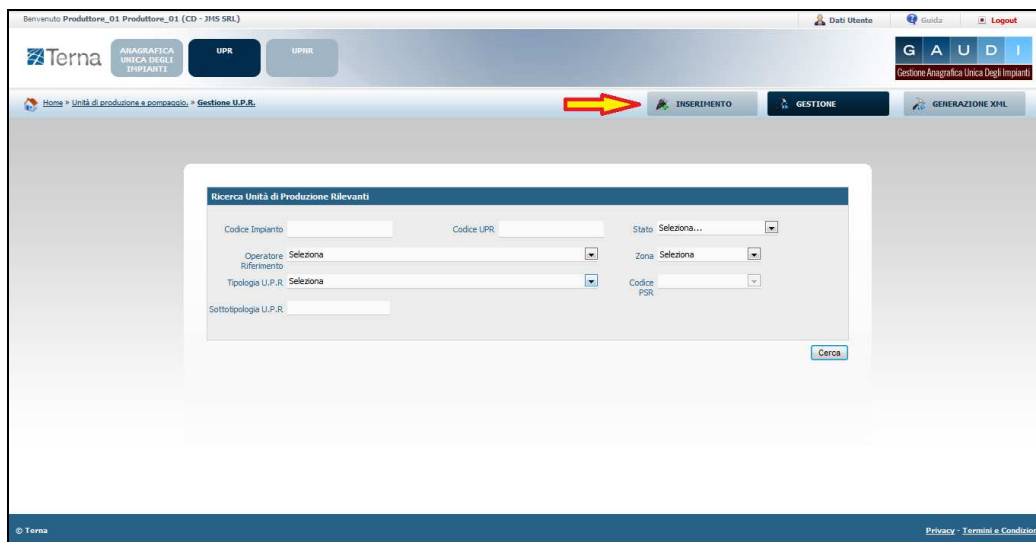 Benvenuto Produttore_01 Produttore_01 (CD - JMS SRL)
Dati Utente
Guida
Logout
Terna
ANAGRAFICA
UNICA DEGLI
IMPIANTI
UPR
UPNR
G A U D I
Gestione Anagrafica Unica Degli Impianti
Home » Unità di produzione e pompaggio. » Gestione U.P.R.
INSERIMENTO
GESTIONE
GENERAZIONE XML
Ricerca Unità di Produzione Rilevanti
Codice Impianto
Codice UPR
Stato Seleziona...
Operatore Riferimento Seleziona
Zona Seleziona
Tipologia U.P.R Seleziona
Codice PSR
Sottotipologia U.P.R
Cerca
© Terna
Privacy - Termini e Condizion